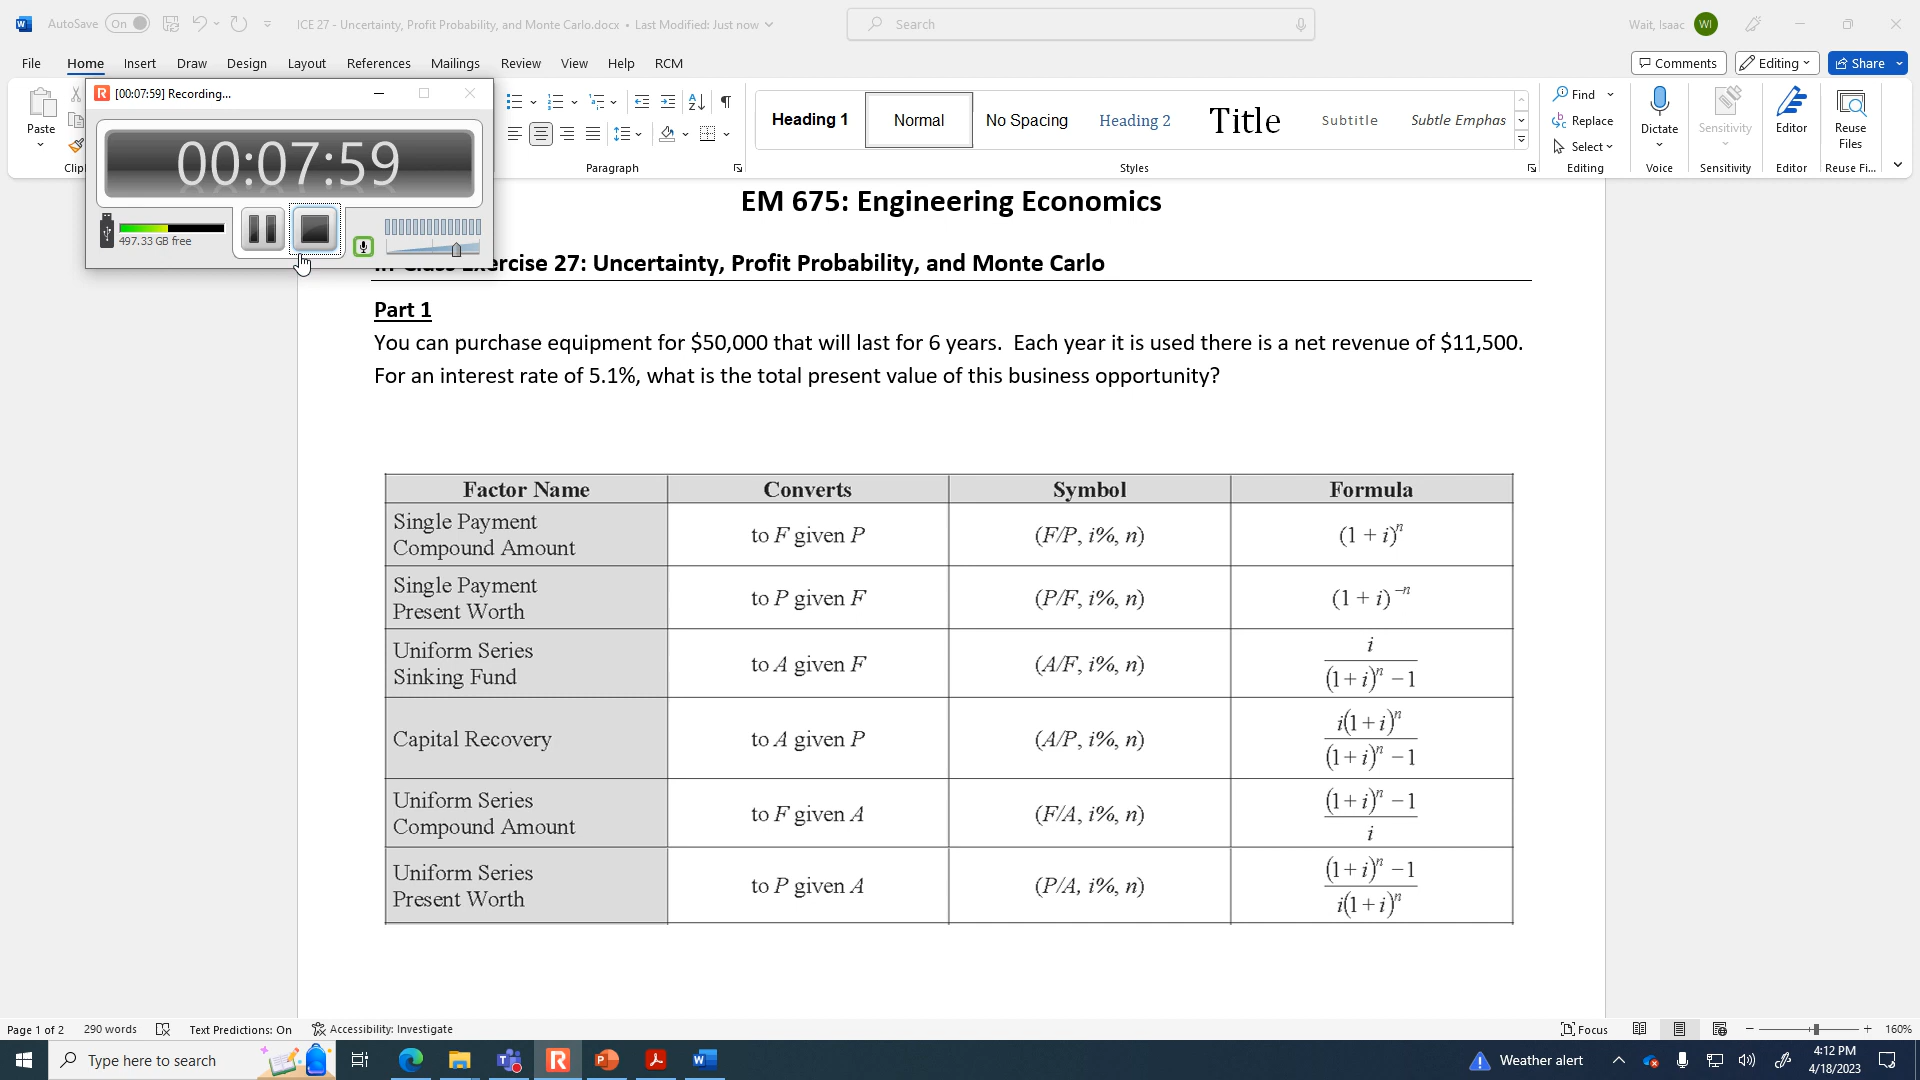 AutoSave On ICE 27 - Uncertainty, Profit Probability, and Monte Carlo.docx • Last Modified: Just now Search Wait, Isaac WI
File Home Insert Draw Design Layout References Mailings Review View Help RCM Comments Editing Share
[00:07:59] Recording...
00:07:59
497.33 GB free
Paste
Paragraph
Heading 1 Normal No Spacing Heading 2 Title Subtitle Subtle Emphas
Styles
Find
Replace
Select
Editing
Dictate
Voice
Sensitivity
Sensitivity
Editor
Editor
Reuse
Files
Reuse Fi...
EM 675: Engineering Economics
27: Uncertainty, Profit Probability, and Monte Carlo
Part 1
You can purchase equipment for $50,000 that will last for 6 years. Each year it is used there is a net revenue of $11,500.
For an interest rate of 5.1%, what is the total present value of this business opportunity?
Factor Name Converts Symbol Formula
Single Payment
Compound Amount
to F given P (F/P, i%, n) (1 + i)^n
Single Payment
Present Worth
to P given F (P/F, i%, n) (1 + i)^−n
Uniform Series
Sinking Fund
to A given F (A/F, i%, n)
i
(1+i)^n −1
Capital Recovery to A given P (A/P, i%, n)
i(1+i)^n
(1+i)^n −1
Uniform Series
Compound Amount
to F given A (F/A, i%, n)
(1+i)^n −1
i
Uniform Series
Present Worth
to P given A (P/A, i%, n)
(1+i)^n −1
i(1+i)^n
Page 1 of 2 290 words Text Predictions: On Accessibility: Investigate Focus 160%
Type here to search Weather alert 4:12 PM
4/18/2023